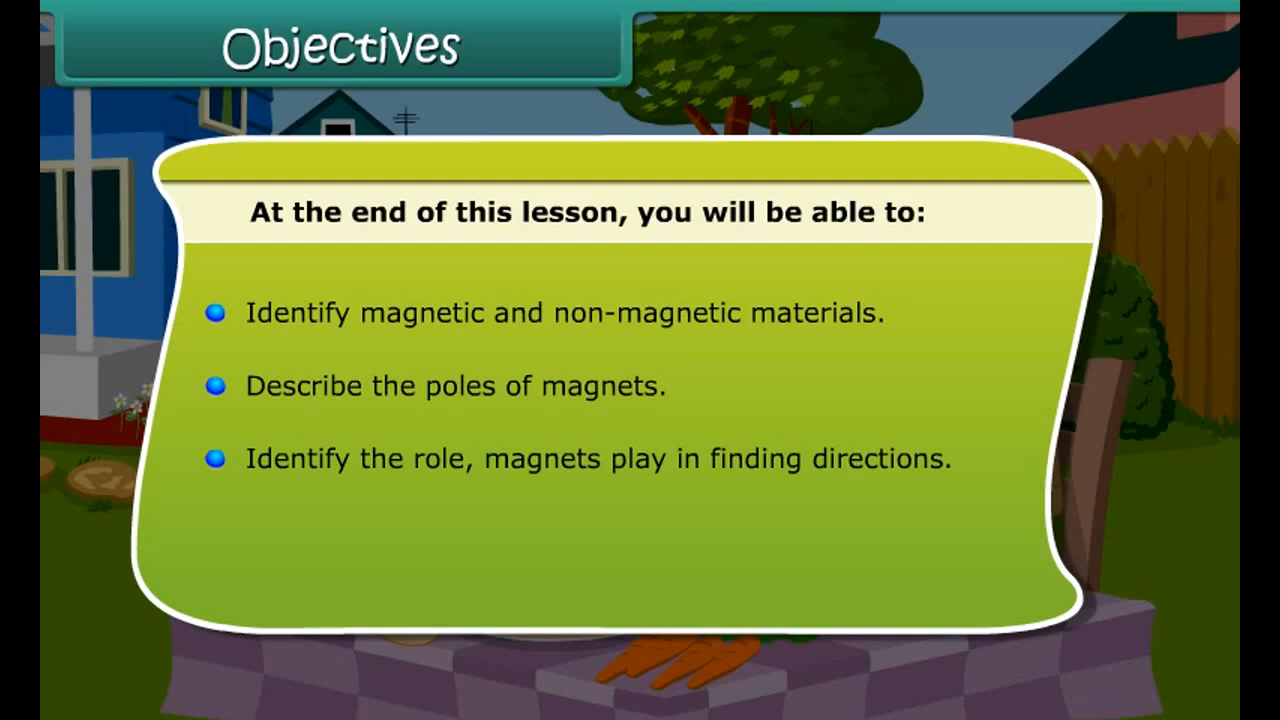 Objectives
At the end of this lesson, you will be able to:
Identify magnetic and non-magnetic materials.
Describe the poles of magnets.
Identify the role, magnets play in finding directions.